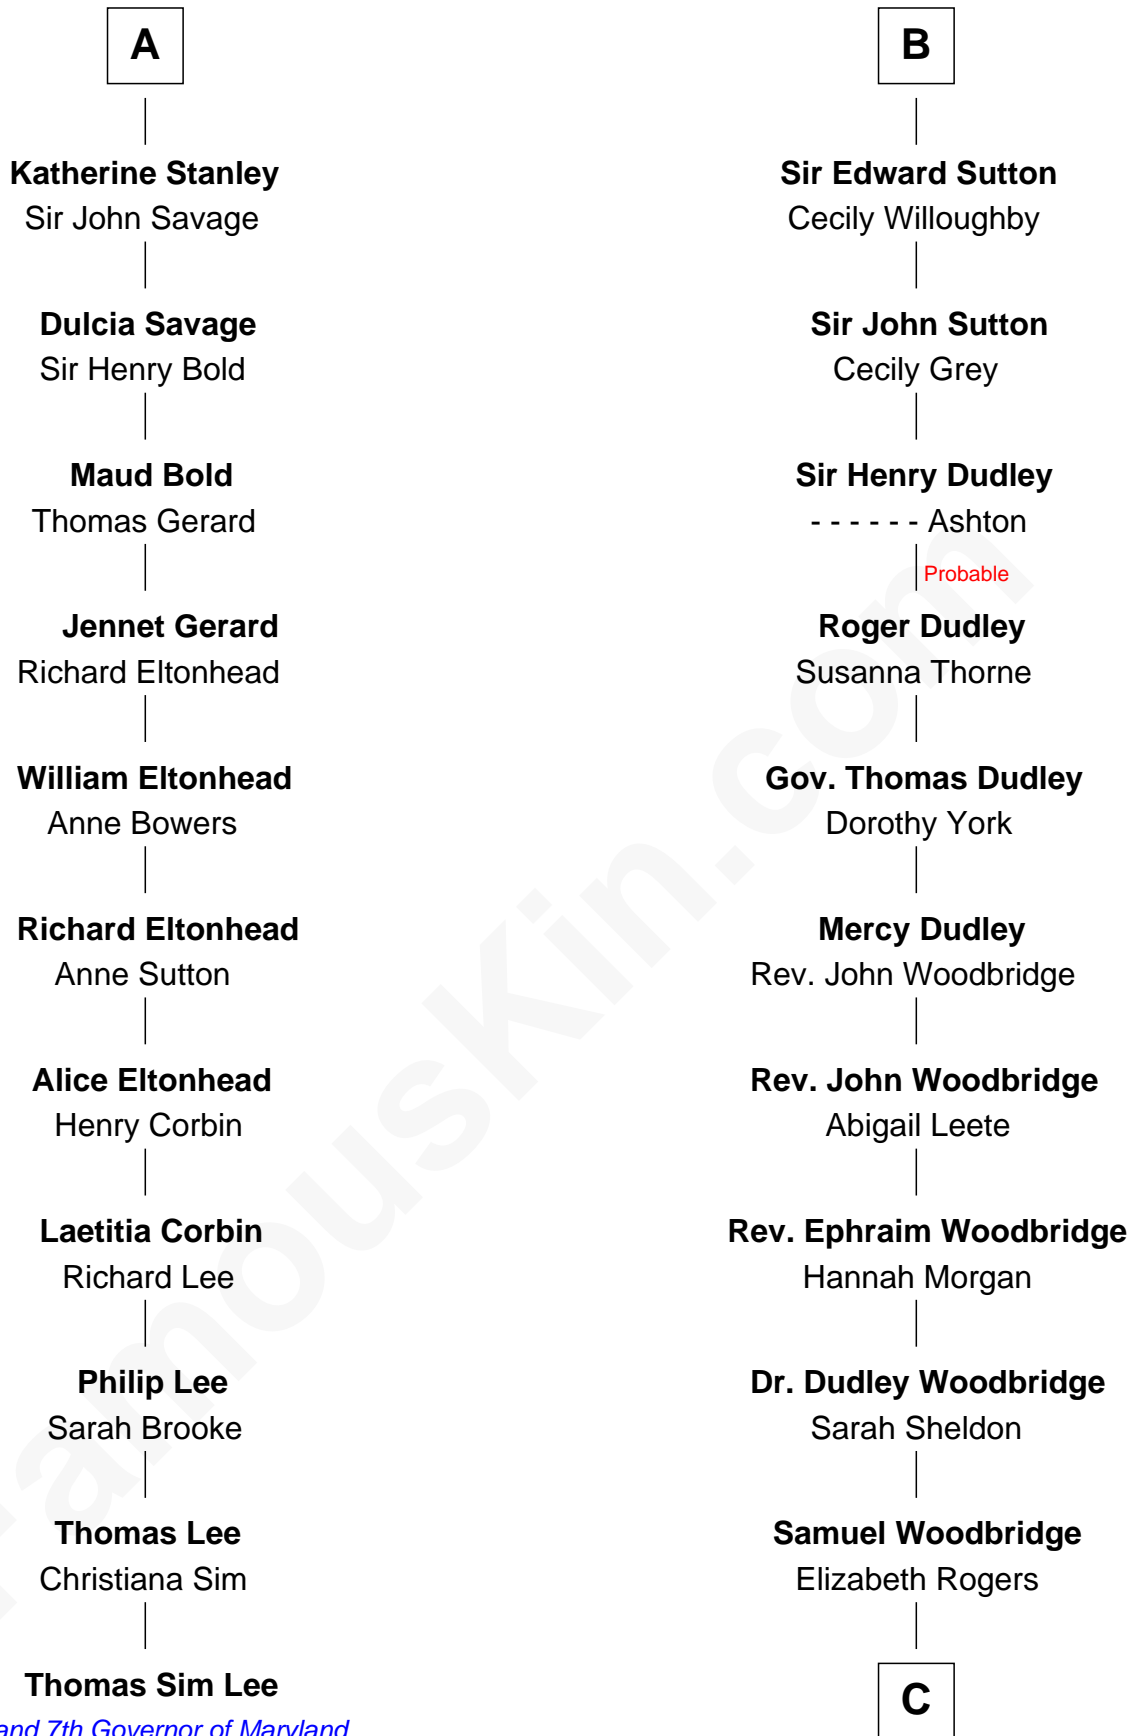 A
Katherine Stanley
Sir John Savage
Dulcia Savage
Sir Henry Bold
Maud Bold
Thomas Gerard
Jennet Gerard
Richard Eltonhead
William Eltonhead
Anne Bowers
Richard Eltonhead
Anne Sutton
Alice Eltonhead
Henry Corbin
Laetitia Corbin
Richard Lee
Philip Lee
Sarah Brooke
Thomas Lee
Christiana Sim
Thomas Sim Lee
and 7th Governor of Maryland
B
Sir Edward Sutton
Cecily Willoughby
Sir John Sutton
Cecily Grey
Sir Henry Dudley
- - - - - - Ashton
Probable
Roger Dudley
Susanna Thorne
Gov. Thomas Dudley
Dorothy York
Mercy Dudley
Rev. John Woodbridge
Rev. John Woodbridge
Abigail Leete
Rev. Ephraim Woodbridge
Hannah Morgan
Dr. Dudley Woodbridge
Sarah Sheldon
Samuel Woodbridge
Elizabeth Rogers
C
FamousKin.com